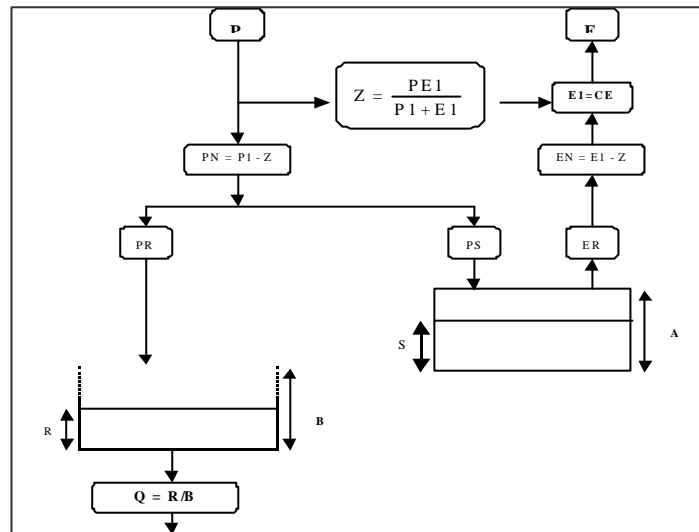 P
Z = PE1
P1+E1
E1=CE
PN = P1 - Z
EN = E1 - Z
PR
PS
ER
S
A
R
B
Q = R/B